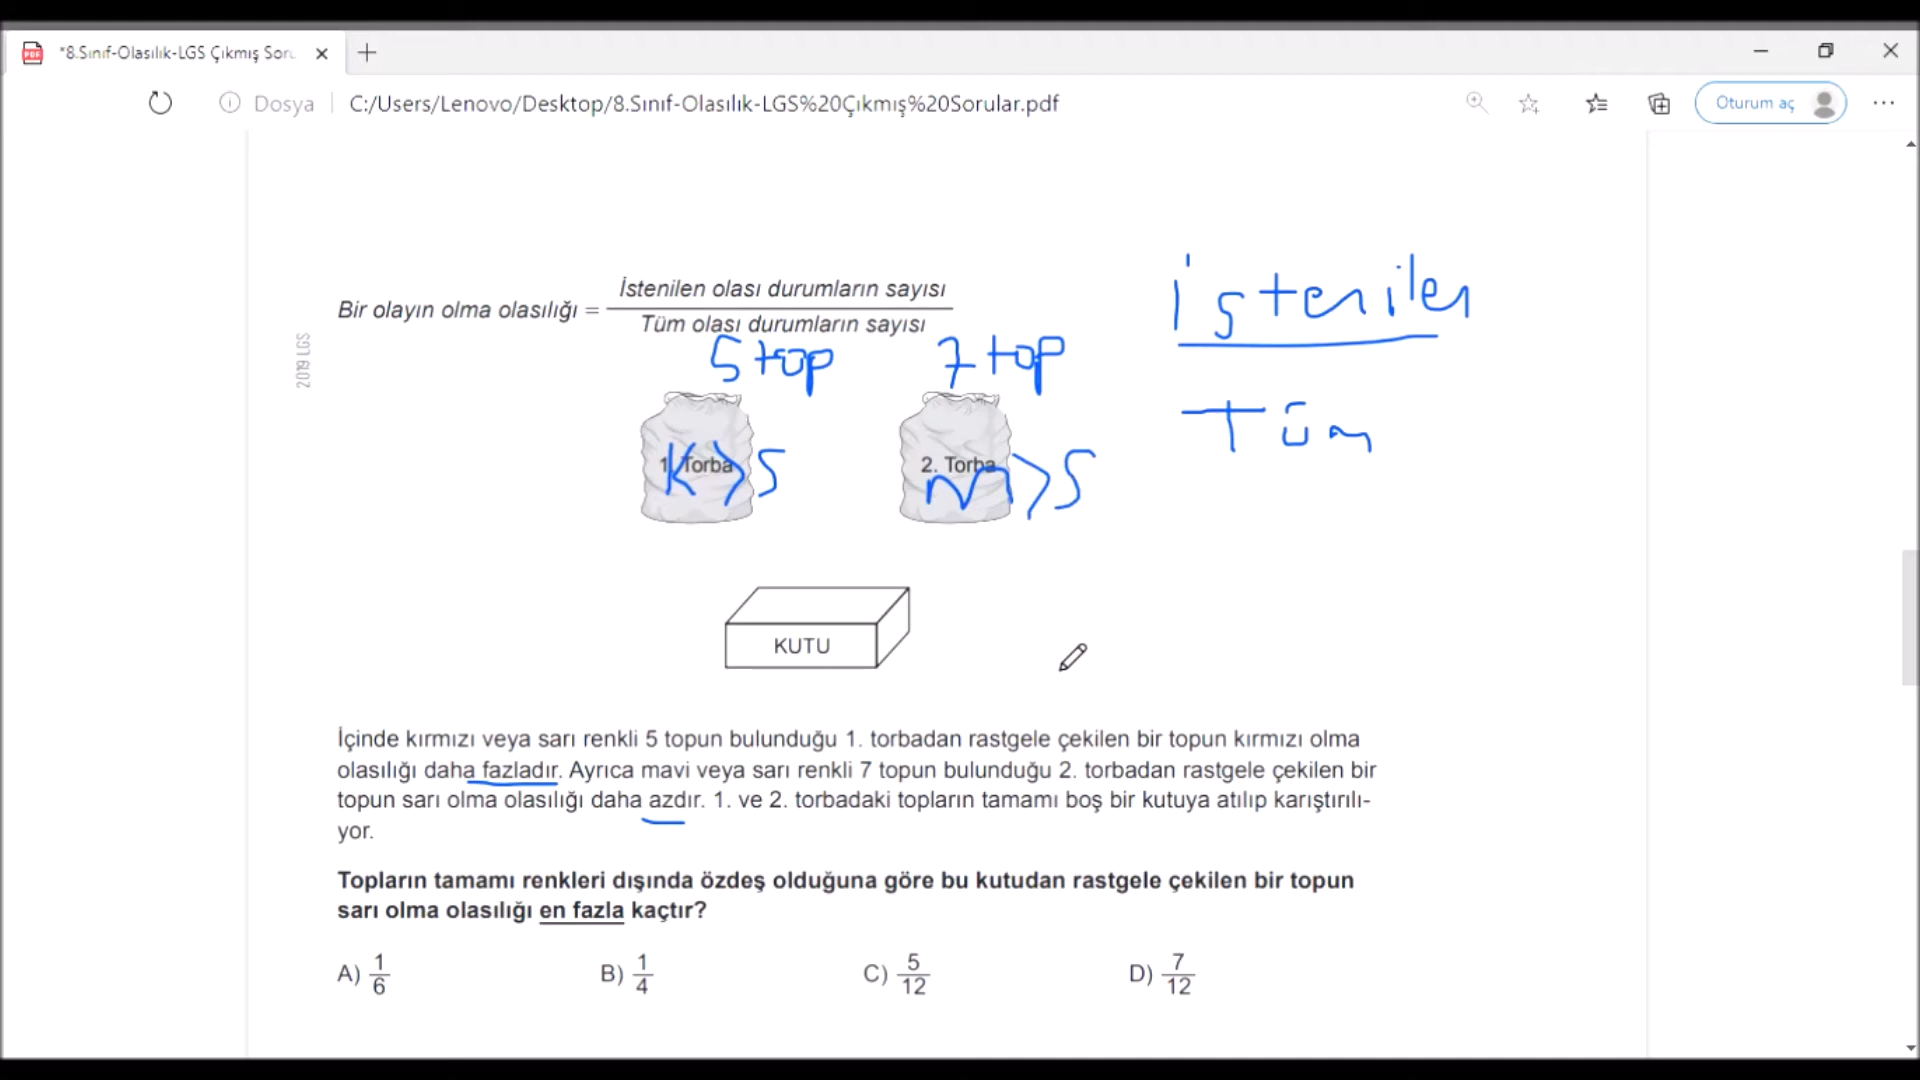 *8.Sınıf-Olasılık-LGS Çıkmış Soru
Dosya
C:/Users/Lenovo/Desktop/8.Sınıf-Olasılık-LGS%20Çıkmış%20Sorular.pdf
Oturum aç
2019 LGS
Bir olayın olma olasılığı = İstenilen olası durumların sayısı
Tüm olası durumların sayısı
İstenilen
Tüm
5 top
7 top
1. Torba
K > S
2. Torba
M > S
KUTU
İçinde kırmızı veya sarı renkli 5 topun bulunduğu 1. torbadan rastgele çekilen bir topun kırmızı olma
olasılığı daha fazladır. Ayrıca mavi veya sarı renkli 7 topun bulunduğu 2. torbadan rastgele çekilen bir
topun sarı olma olasılığı daha azdır. 1. ve 2. torbadaki topların tamamı boş bir kutuya atılıp karıştırılı-
yor.
Topların tamamı renkleri dışında özdeş olduğuna göre bu kutudan rastgele çekilen bir topun
sarı olma olasılığı en fazla kaçtır?
A) 1/6 B) 1/4 C) 5/12 D) 7/12